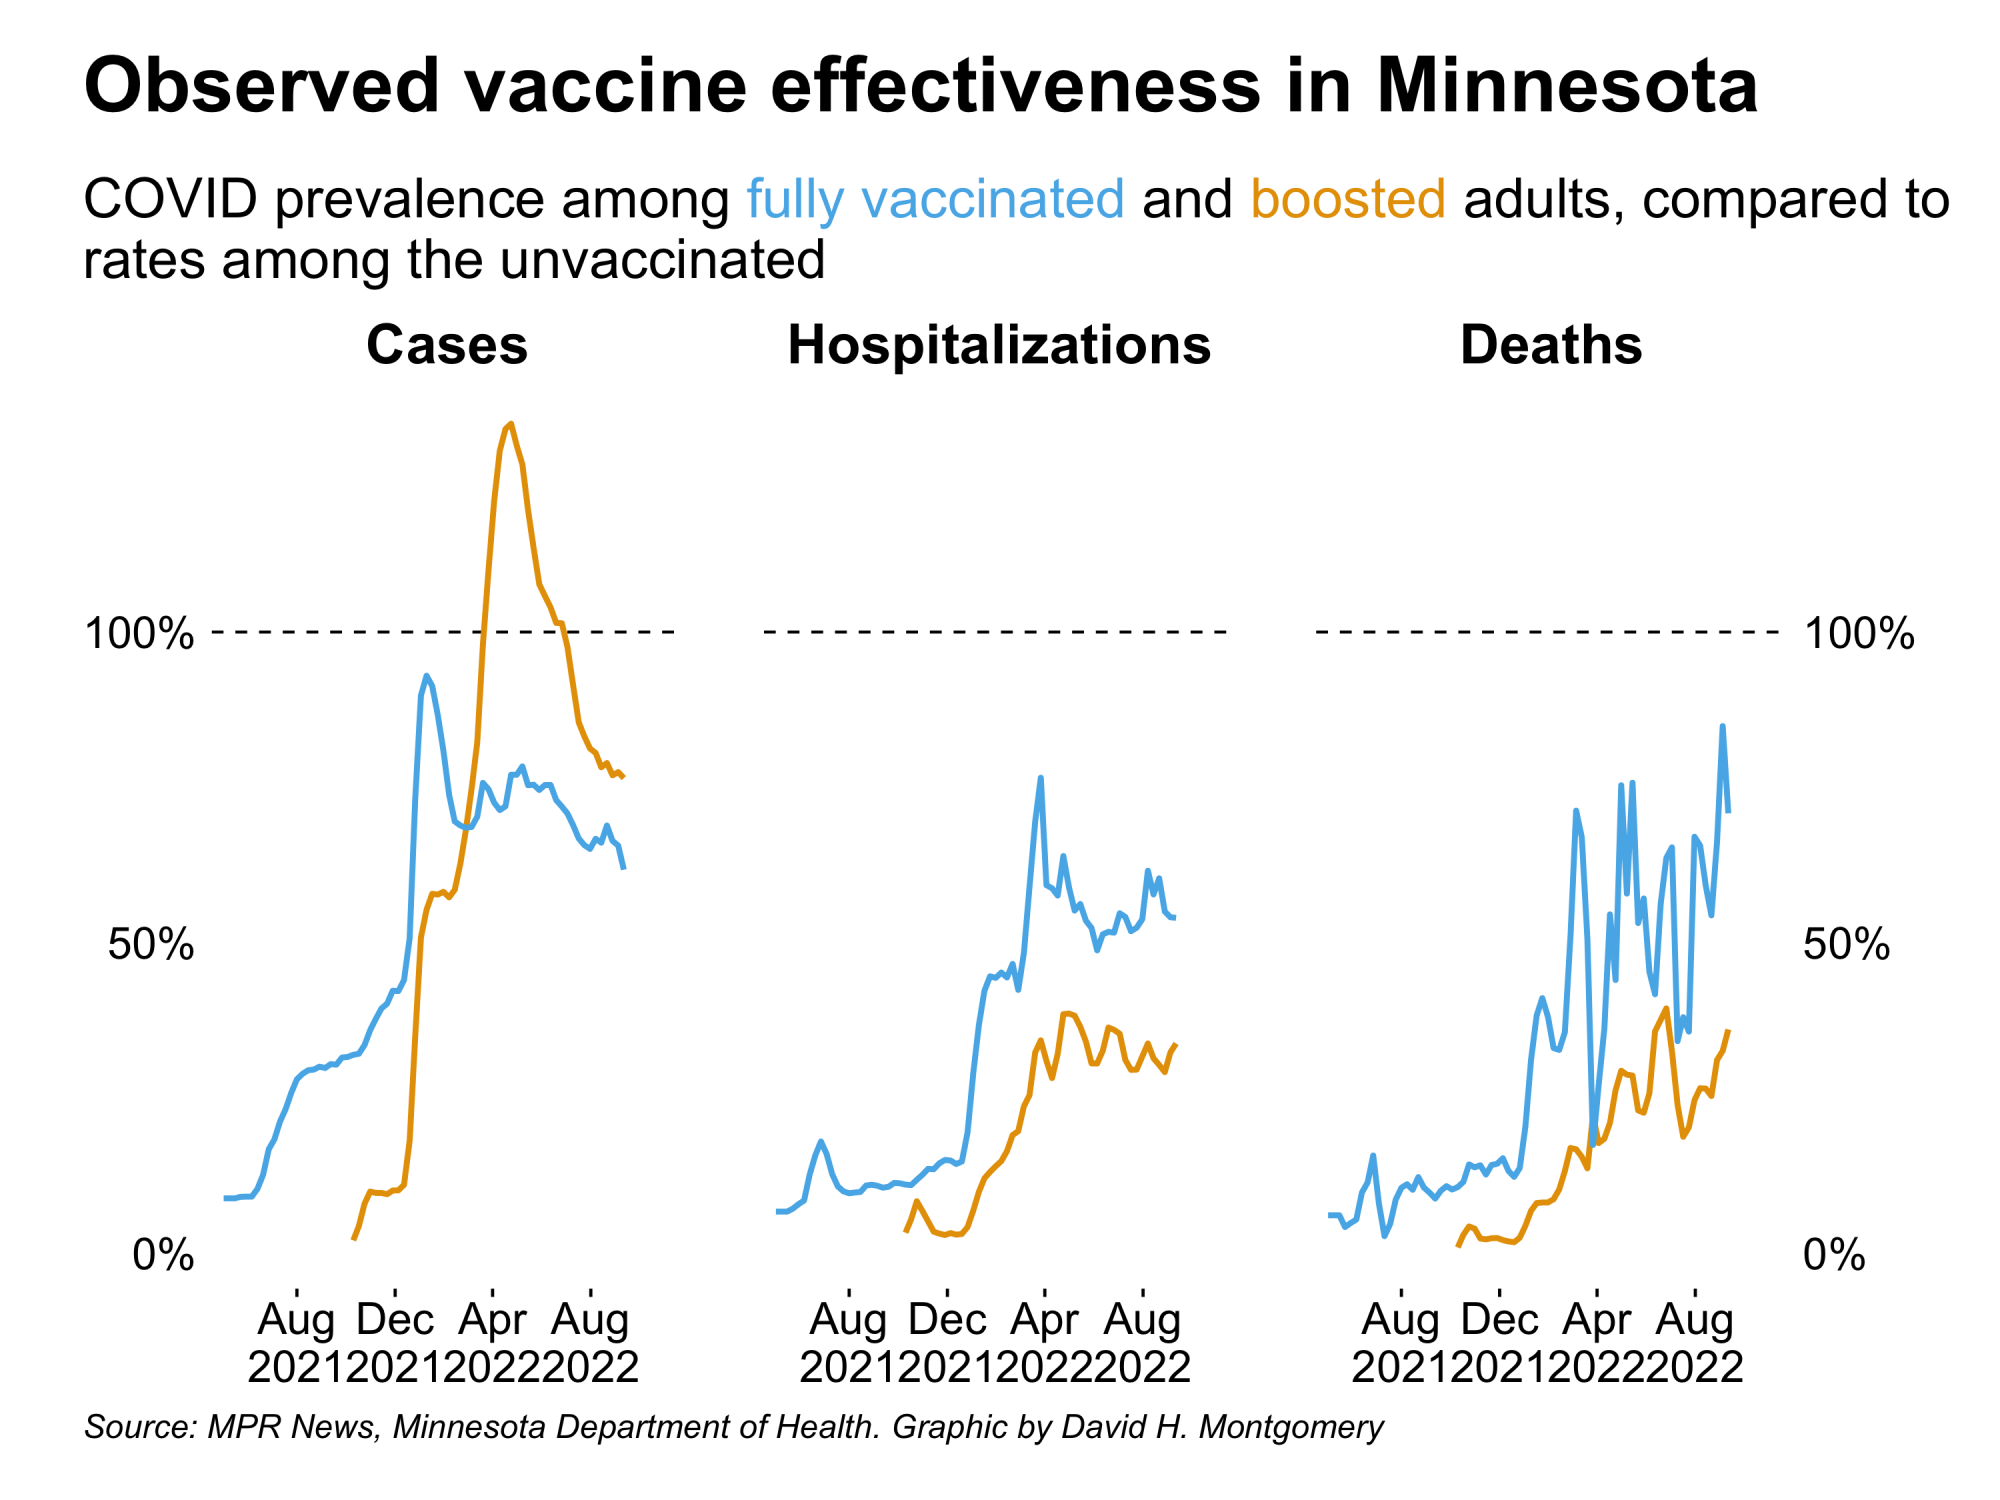 Observed vaccine effectiveness in Minnesota
COVID prevalence among fully vaccinated and boosted adults, compared to
rates among the unvaccinated
Cases
Hospitalizations
Deaths
100%
100%
50%
50%
0%
0%
Aug Dec Apr Aug
2021 2021 2022 2022
Aug Dec Apr Aug
2021 2021 2022 2022
Aug Dec Apr Aug
2021 2021 2022 2022
Source: MPR News, Minnesota Department of Health. Graphic by David H. Montgomery